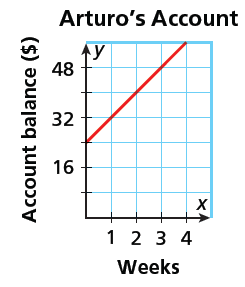 Arturo's Account
Account balance ($)
y
48
32
16
x
1 2 3 4
Weeks